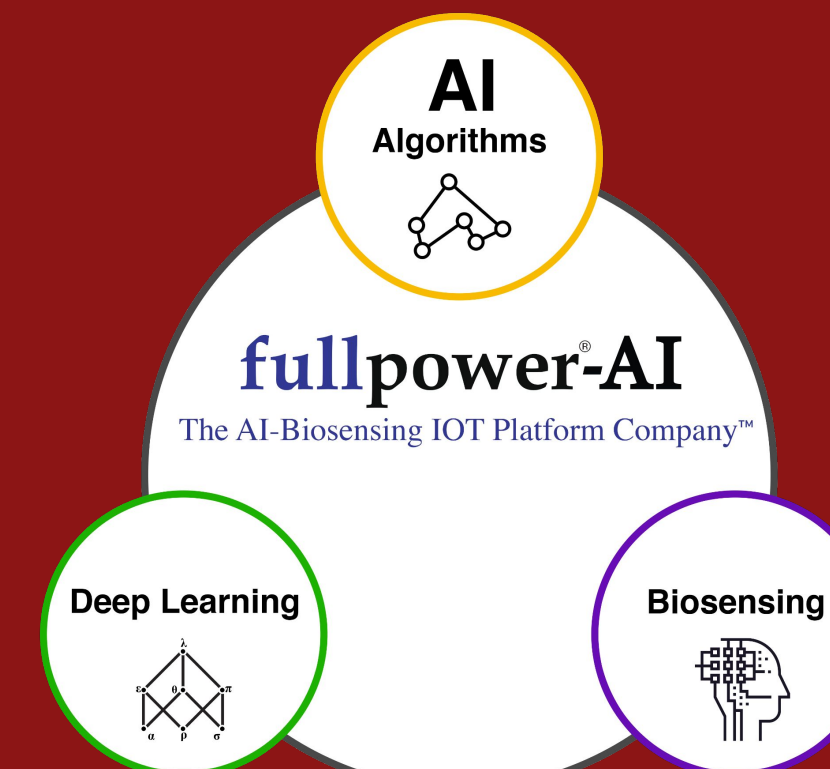 AI
Algorithms
fullpower®-AI
The AI-Biosensing IOT Platform Company™
Deep Learning
λ
ε θ π
α ρ σ
Biosensing